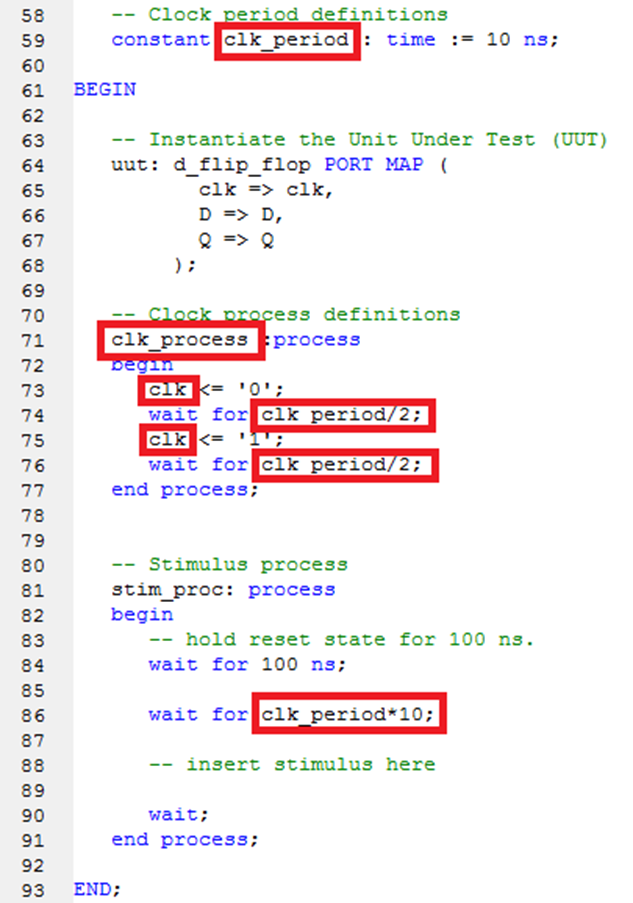 58 -- Clock period definitions
59 constant clk_period : time := 10 ns;
60
61 BEGIN
62
63 -- Instantiate the Unit Under Test (UUT)
64 uut: d_flip_flop PORT MAP (
65 clk => clk,
66 D => D,
67 Q => Q
68 );
69
70 -- Clock process definitions
71 clk_process :process
72 begin
73 clk <= '0';
74 wait for clk_period/2;
75 clk <= '1';
76 wait for clk_period/2;
77 end process;
78
79
80 -- Stimulus process
81 stim_proc: process
82 begin
83 -- hold reset state for 100 ns.
84 wait for 100 ns;
85
86 wait for clk_period*10;
87
88 -- insert stimulus here
89
90 wait;
91 end process;
92
93 END;